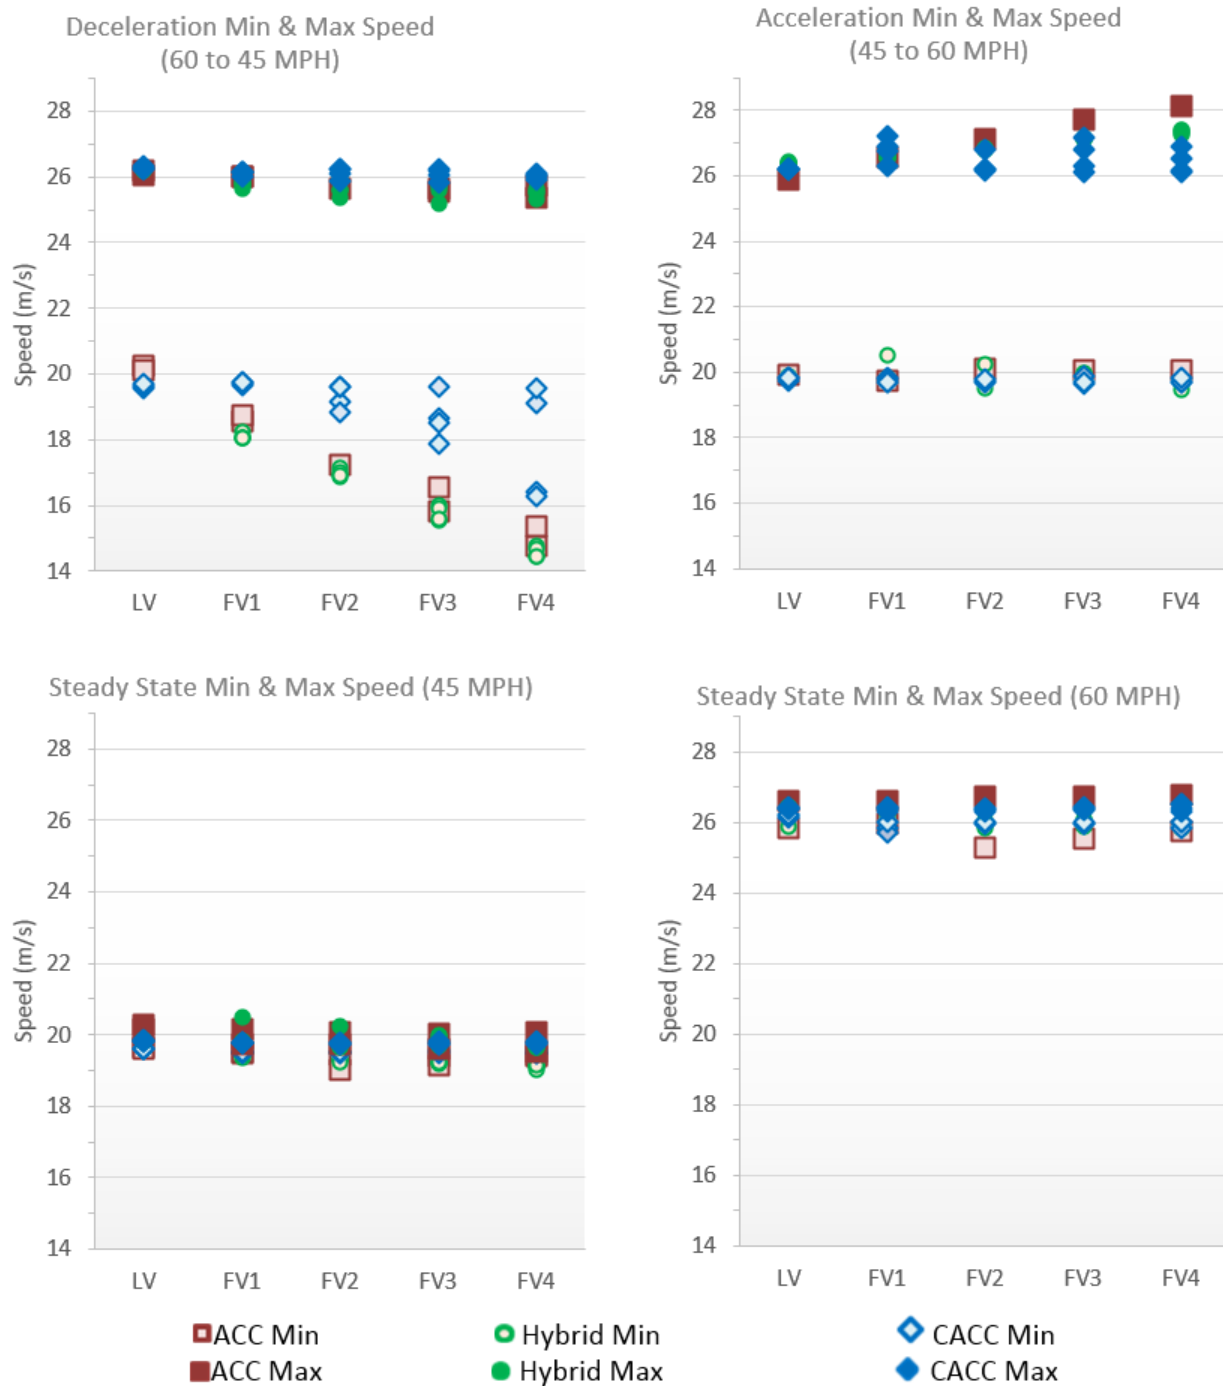 Deceleration Min & Max Speed
(60 to 45 MPH)
28
26
24
22
20
18
16
14
Speed (m/s)
LV FV1 FV2 FV3 FV4
Acceleration Min & Max Speed
(45 to 60 MPH)
28
26
24
22
20
18
16
14
Speed (m/s)
LV FV1 FV2 FV3 FV4
Steady State Min & Max Speed (45 MPH)
28
26
24
22
20
18
16
14
Speed (m/s)
LV FV1 FV2 FV3 FV4
Steady State Min & Max Speed (60 MPH)
28
26
24
22
20
18
16
14
Speed (m/s)
LV FV1 FV2 FV3 FV4
ACC Min Hybrid Min CACC Min
ACC Max Hybrid Max CACC Max